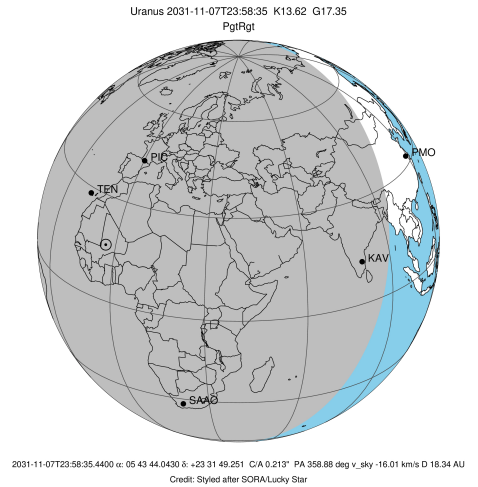 Uranus 2031-11-07T23:58:35 K13.62 G17.35
PgtRgt
PMO
PIC
TEN
KAV
SAAO
2031-11-07T23:58:35.4400 α: 05 43 44.0430 δ: +23 31 49.251 C/A 0.213" PA 358.88 deg v_sky -16.01 km/s D 18.34 AU
Credit: Styled after SORA/Lucky Star